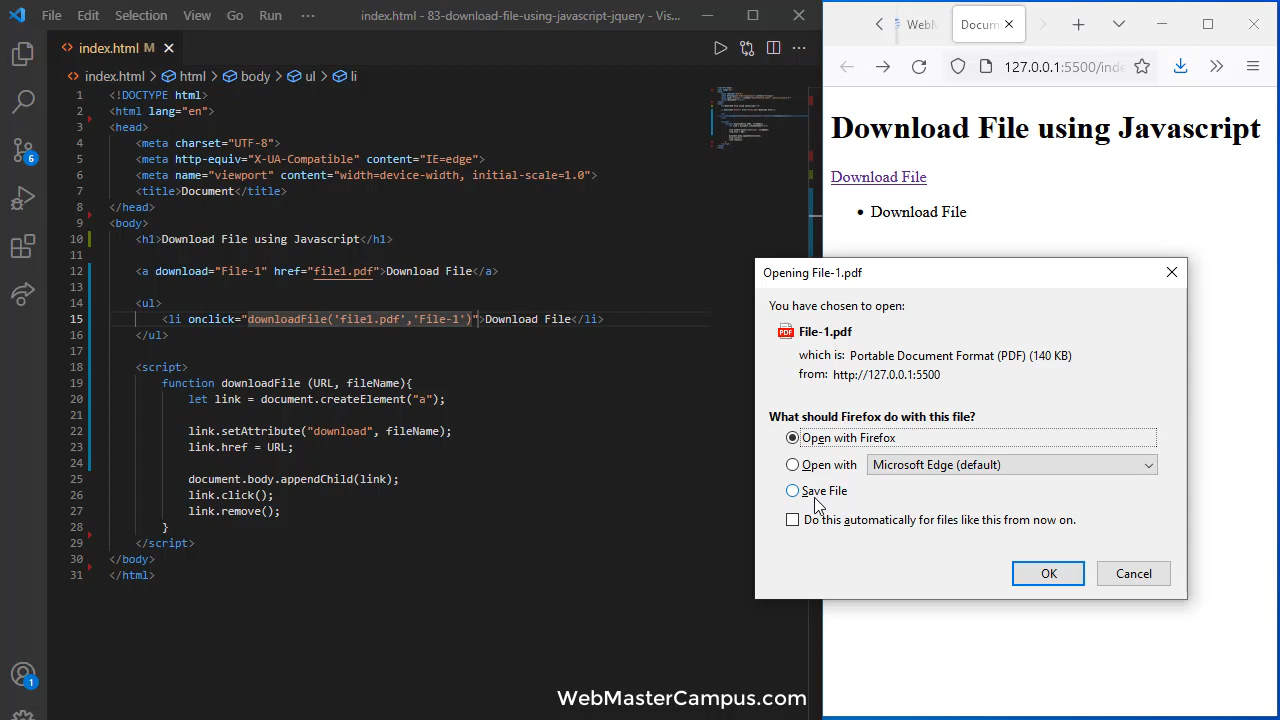 File Edit Selection View Go Run ··· index.html - 83-download-file-using-javascript-jquery - Vis...
index.html M
index.html > html > body > ul > li
1 <!DOCTYPE html>
2 <html lang="en">
3 <head>
4 <meta charset="UTF-8">
5 <meta http-equiv="X-UA-Compatible" content="IE=edge">
6 <meta name="viewport" content="width=device-width, initial-scale=1.0">
7 <title>Document</title>
8 </head>
9 <body>
10 <h1>Download File using Javascript</h1>
11
12 <a download="File-1" href="file1.pdf">Download File</a>
13
14 <ul>
15 <li onclick="downloadFile('file1.pdf','File-1')">Download File</li>
16 </ul>
17
18 <script>
19 function downloadFile (URL, fileName){
20 let link = document.createElement("a");
21
22 link.setAttribute("download", fileName);
23 link.href = URL;
24
25 document.body.appendChild(link);
26 link.click();
27 link.remove();
28 }
29 </script>
30 </body>
31 </html>
6
1
WebM Docum
127.0.0.1:5500/inde
Download File using Javascript
Download File
• Download File
Opening File-1.pdf
You have chosen to open:
PDF File-1.pdf
which is: Portable Document Format (PDF) (140 KB)
from: http://127.0.0.1:5500
What should Firefox do with this file?
Open with Firefox
Open with Microsoft Edge (default)
Save File
Do this automatically for files like this from now on.
OK Cancel
WebMasterCampus.com